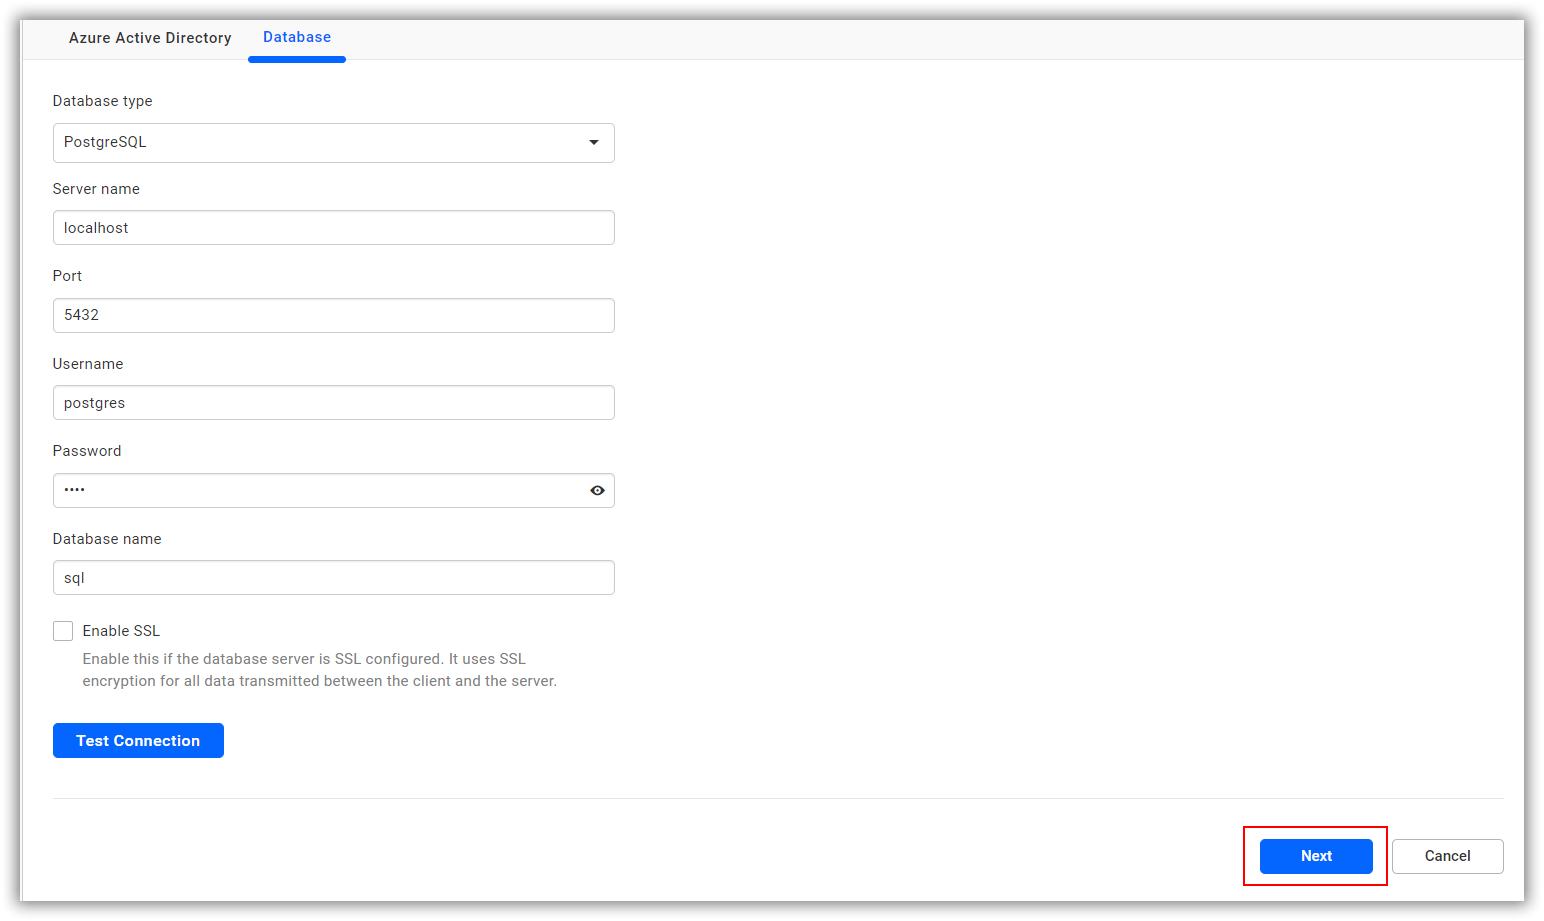 Azure Active Directory Database
Database type
PostgreSQL
Server name
localhost
Port
5432
Username
postgres
Password
••••
Database name
sql
Enable SSL
Enable this if the database server is SSL configured. It uses SSL
encryption for all data transmitted between the client and the server.
Test Connection
Next Cancel